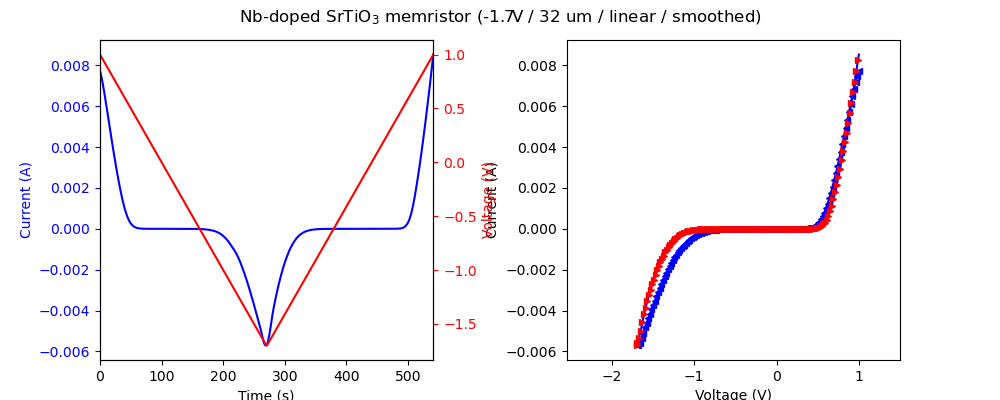 Nb-doped SrTiO₃ memristor (-1.7V / 32 um / linear / smoothed)
Current (A)
0.008
0.006
0.004
0.002
0.000
−0.002
−0.004
−0.006
0 100 200 300 400 500
Time (s)
1.0
0.5
0.0
−0.5
−1.0
−1.5
Voltage (V)
Current (A)
0.008
0.006
0.004
0.002
0.000
−0.002
−0.004
−0.006
−2 −1 0 1
Voltage (V)